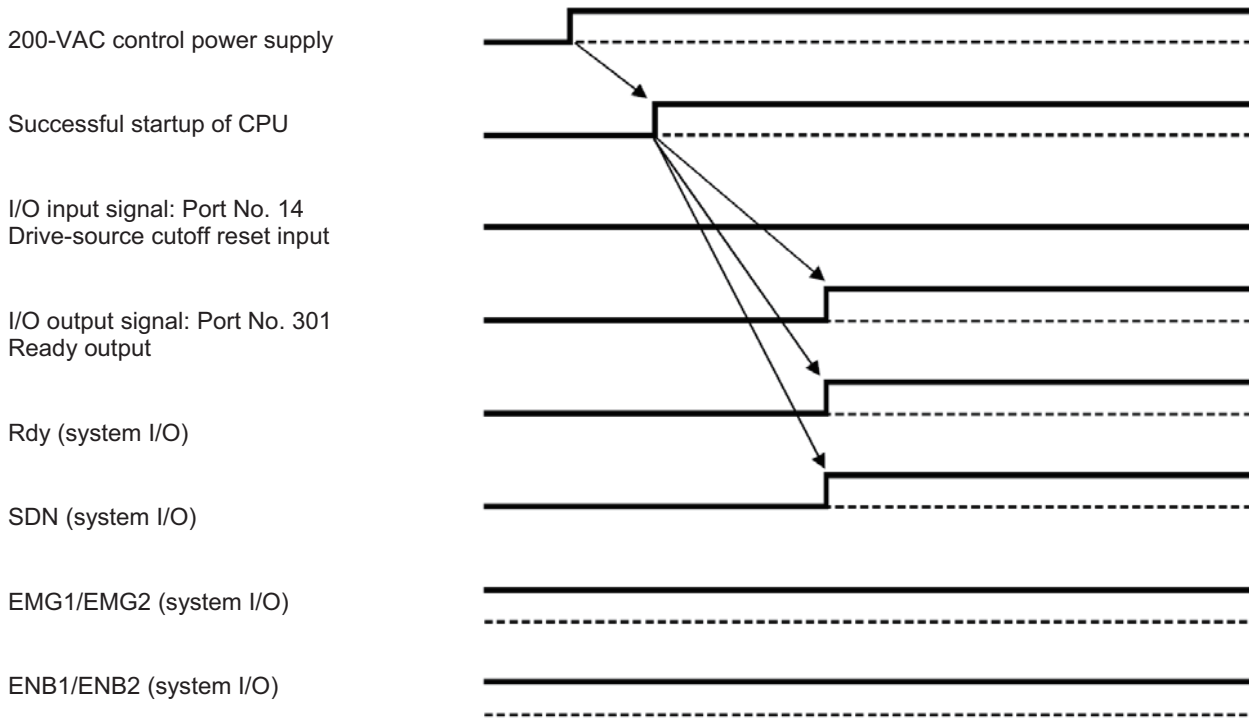 200-VAC control power supply
Successful startup of CPU
I/O input signal: Port No. 14
Drive-source cutoff reset input
I/O output signal: Port No. 301
Ready output
Rdy (system I/O)
SDN (system I/O)
EMG1/EMG2 (system I/O)
ENB1/ENB2 (system I/O)